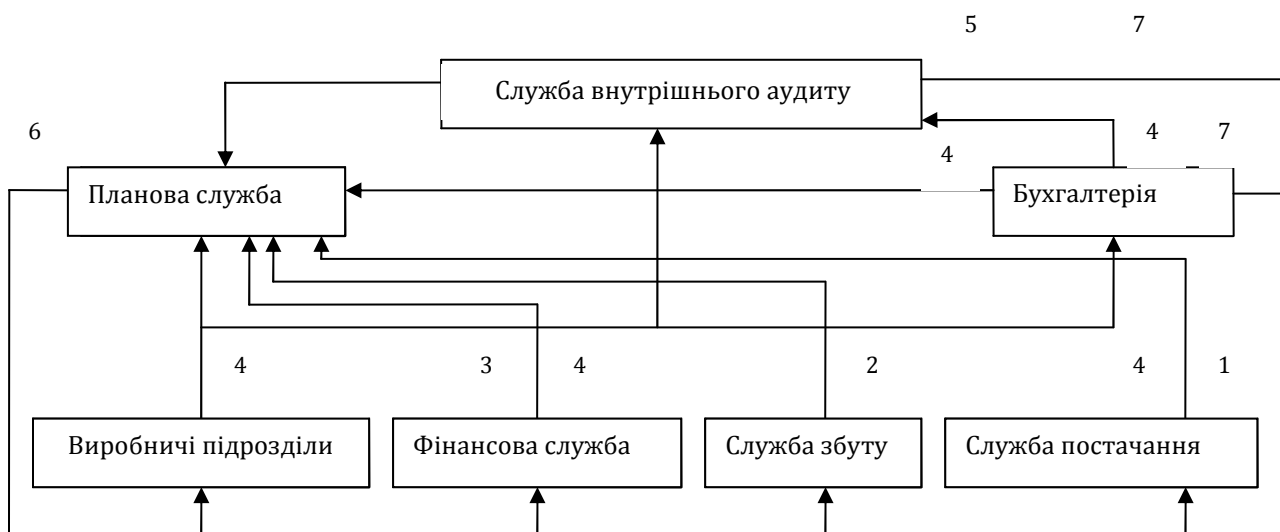 5 7
Служба внутрішнього аудиту
6
4 7
4
Планова служба
Бухгалтерія
4 3 4 2 4 1
Виробничі підрозділи
Фінансова служба
Служба збуту
Служба постачання